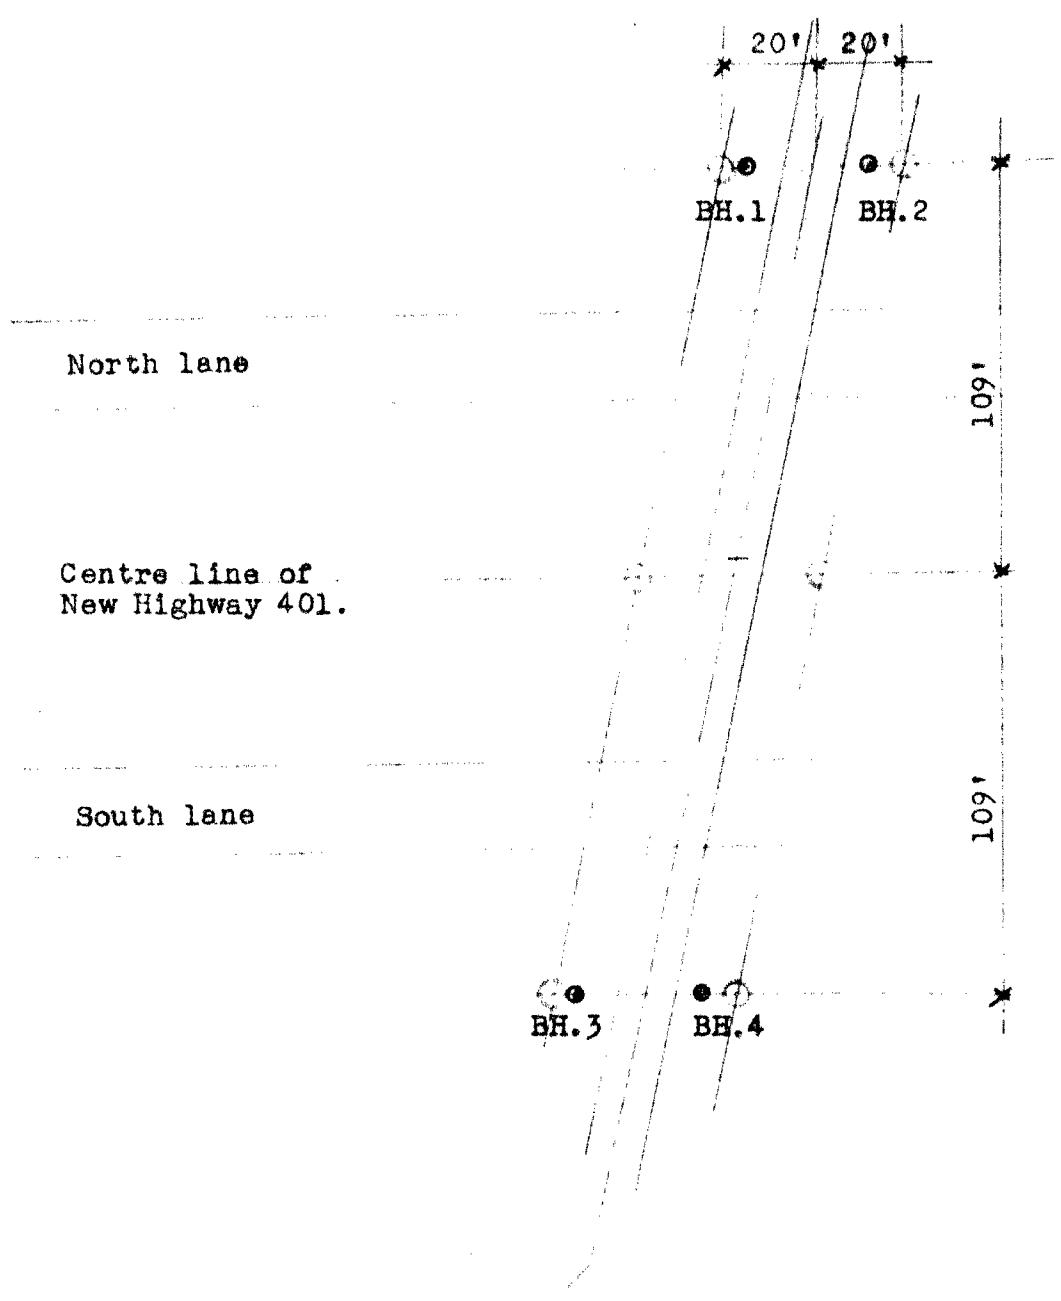 20' 20'
BH.1 BH.2
North lane
109'
Centre line of
New Highway 401.
South lane
109'
BH.3 BH.4